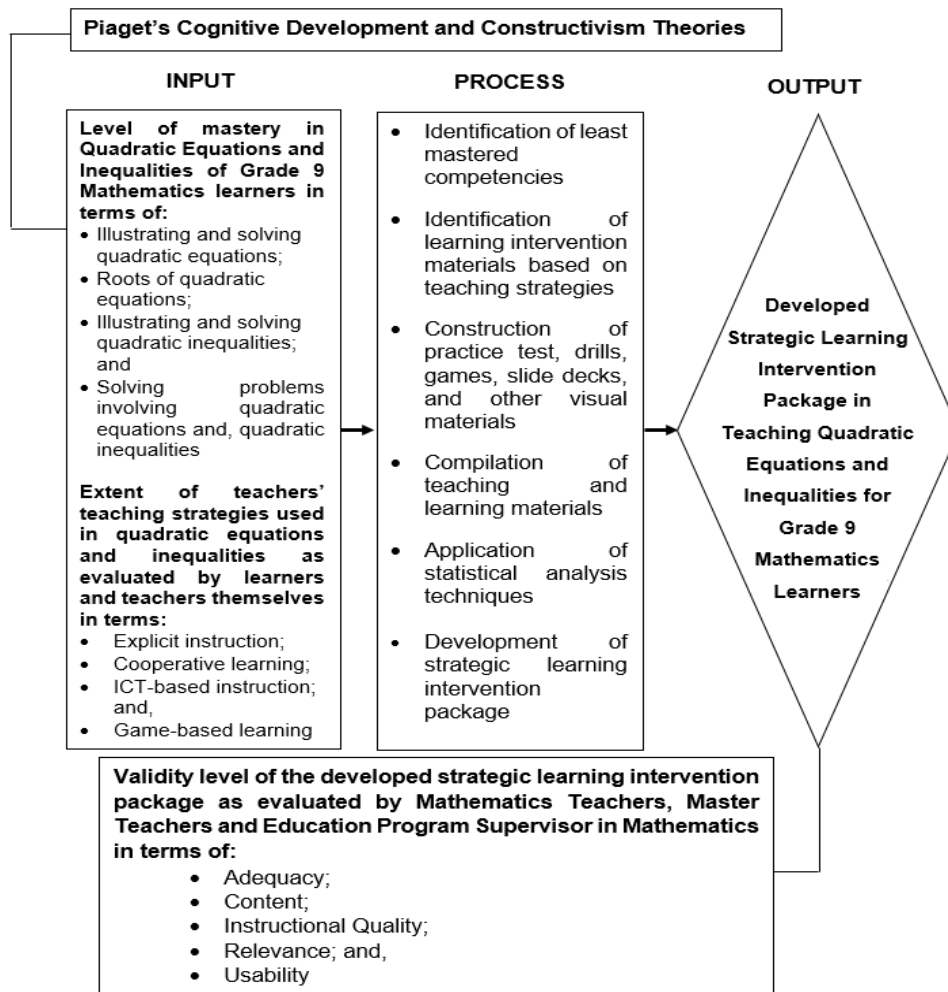 Piaget's Cognitive Development and Constructivism Theories
INPUT
Level of mastery in
Quadratic Equations and
Inequalities of Grade 9
Mathematics learners in
terms of:
• Illustrating and solving
quadratic equations;
• Roots of quadratic
equations;
• Illustrating and solving
quadratic inequalities;
and
• Solving problems
involving quadratic
equations and, quadratic
inequalities
Extent of teachers'
teaching strategies used
in quadratic equations
and inequalities as
evaluated by learners
and teachers themselves
in terms:
• Explicit instruction;
• Cooperative learning;
• ICT-based instruction;
and,
• Game-based learning
PROCESS
• Identification of least
mastered
competencies
• Identification of
learning intervention
materials based on
teaching strategies
• Construction of
practice test, drills,
games, slide decks,
and other visual
materials
• Compilation of
teaching and
learning materials
• Application of
statistical analysis
techniques
• Development of
strategic learning
intervention
package
OUTPUT
Developed
Strategic Learning
Intervention
Package in
Teaching Quadratic
Equations and
Inequalities for
Grade 9
Mathematics
Learners
Validity level of the developed strategic learning intervention
package as evaluated by Mathematics Teachers, Master
Teachers and Education Program Supervisor in Mathematics
in terms of:
• Adequacy;
• Content;
• Instructional Quality;
• Relevance; and,
• Usability